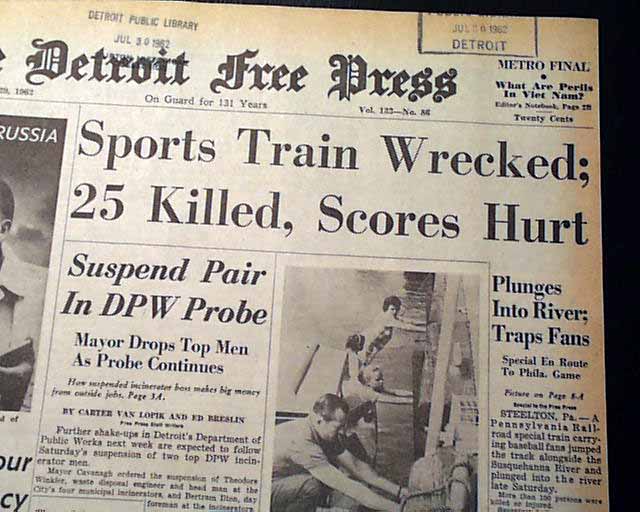 DETROIT PUBLIC LIBRARY
JUL 30 1962
JUL 30 1962
DETROIT
Detroit Free Press
METRO FINAL
What Are Perils
In Viet Nam?
Editor's Notebook, Page 2B
Twenty Cents
29, 1962
On Guard for 131 Years
Vol. 132—No. 86
RUSSIA
Sports Train Wrecked;
25 Killed, Scores Hurt
Suspend Pair
In DPW Probe
Mayor Drops Top Men
As Probe Continues
How suspended incinerator boss makes big money
from outside jobs. Page 3A.
BY CARTER VAN LOPIK AND ED BRESLIN
Free Press Staff Writers
Further shake-ups in Detroit's Department of
Public Works next week are expected to follow
Saturday's suspension of two top DPW incin-
erator men.
Mayor Cavanagh ordered the suspension of Theodore
Winkler, waste disposal engineer and head man at the
City's four municipal incinerators, and Bertram Dion, day
foreman at the incinerators.
Plunges
Into River;
Traps Fans
Special En Route
To Phila. Game
Picture on Page 8-A
Special to the Free Press
STEELTON, Pa. — A
Pennsylvania Rail-
road special train carry-
ing baseball fans jumped
the track alongside the
Susquehanna River and
plunged into the river
late Saturday.
More than 100 persons were
killed or injured.
our
cy